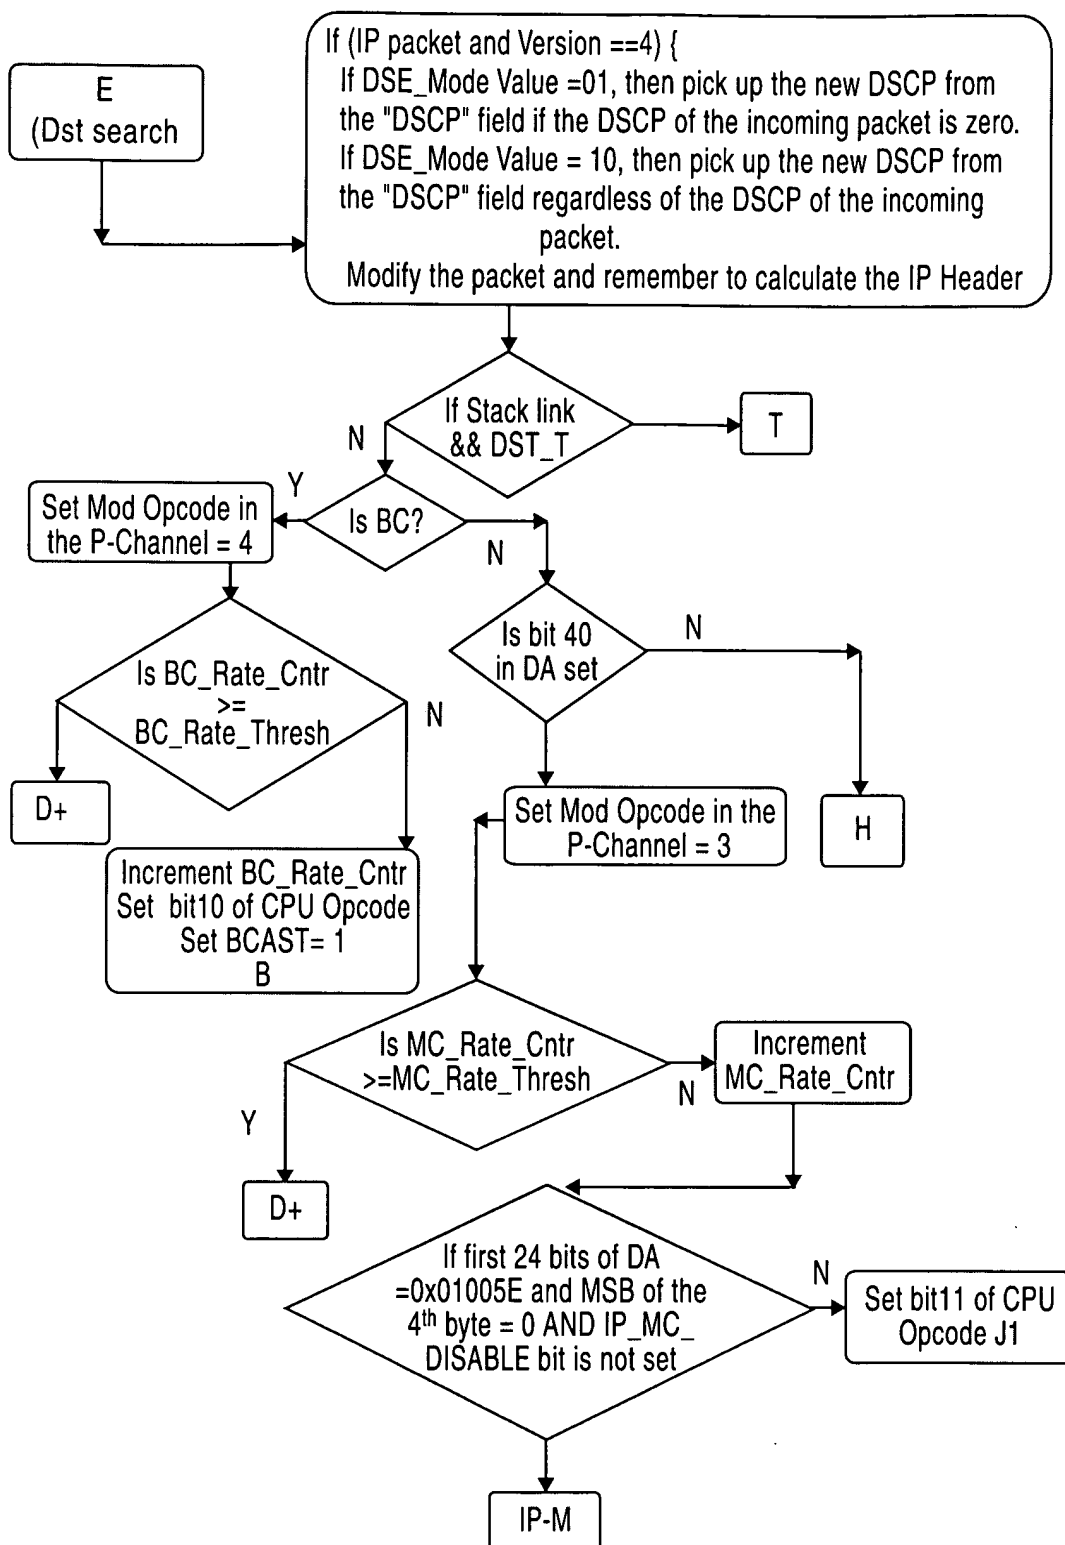 E
(Dst search
If (IP packet and Version ==4) {
If DSE_Mode Value =01, then pick up the new DSCP from
the "DSCP" field if the DSCP of the incoming packet is zero.
If DSE_Mode Value = 10, then pick up the new DSCP from
the "DSCP" field regardless of the DSCP of the incoming
packet.
Modify the packet and remember to calculate the IP Header
If Stack link
&& DST_T
T
N
Is BC?
Y
N
Set Mod Opcode in
the P-Channel = 4
Is bit 40
in DA set
N
Is BC_Rate_Cntr
>=
BC_Rate_Thresh
N
D+
Set Mod Opcode in the
P-Channel = 3
H
Increment BC_Rate_Cntr
Set bit10 of CPU Opcode
Set BCAST= 1
B
Is MC_Rate_Cntr
>=MC_Rate_Thresh
N
Increment
MC_Rate_Cntr
Y
D+
If first 24 bits of DA
=0x01005E and MSB of the
4th byte = 0 AND IP_MC_
DISABLE bit is not set
N
Set bit11 of CPU
Opcode J1
IP-M